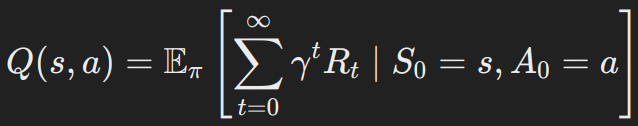 Q(s, a) = 𝔼_π [ ∑_{t=0}^{∞} γ^t R_t | S_0 = s, A_0 = a ]